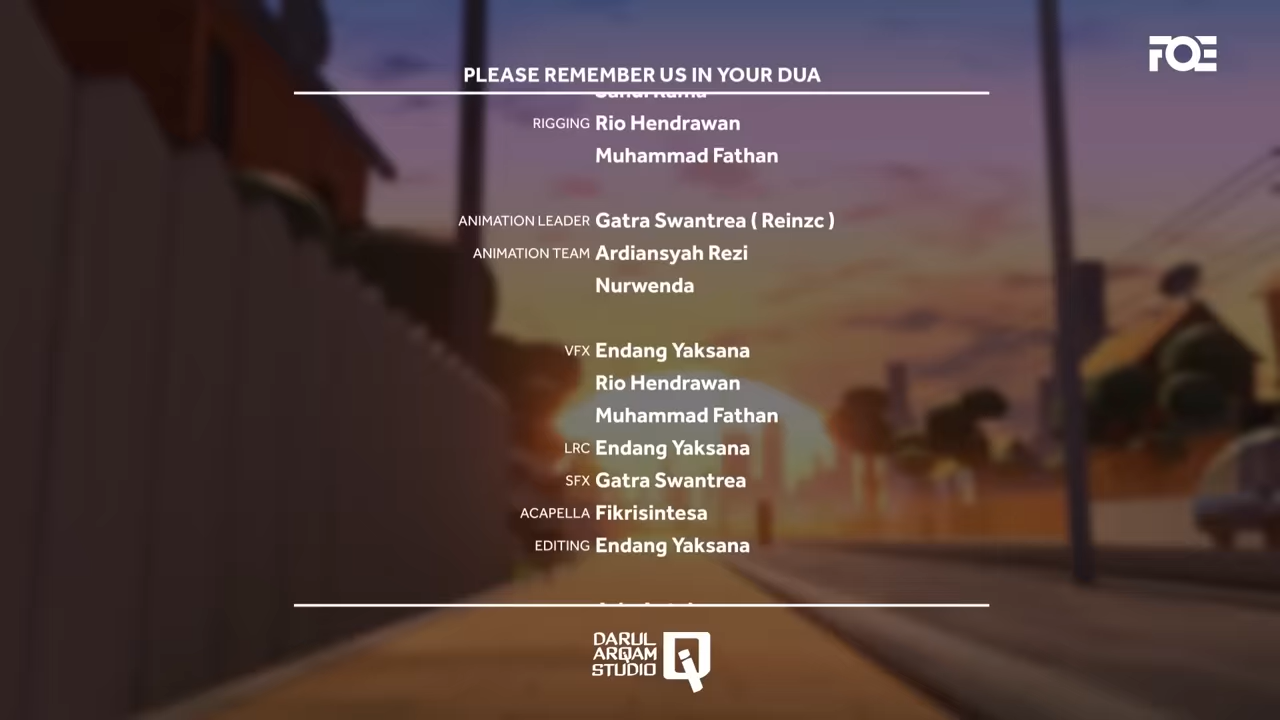 FOE
PLEASE REMEMBER US IN YOUR DUA
RIGGING Rio Hendrawan
Muhammad Fathan
ANIMATION LEADER Gatra Swantrea ( Reinzc )
ANIMATION TEAM Ardiansyah Rezi
Nurwenda
VFX Endang Yaksana
Rio Hendrawan
Muhammad Fathan
LRC Endang Yaksana
SFX Gatra Swantrea
ACAPELLA Fikrisintesa
EDITING Endang Yaksana
DARUL
ARQAM
STUDIO